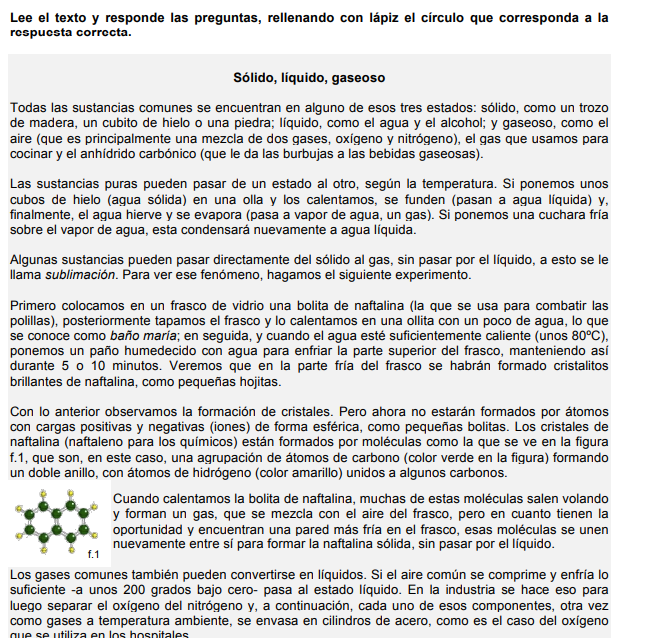 Lee el texto y responde las preguntas, rellenando con lápiz el círculo que corresponda a la
respuesta correcta.
Sólido, líquido, gaseoso
Todas las sustancias comunes se encuentran en alguno de esos tres estados: sólido, como un trozo
de madera, un cubito de hielo o una piedra; líquido, como el agua y el alcohol; y gaseoso, como el
aire (que es principalmente una mezcla de dos gases, oxígeno y nitrógeno), el gas que usamos para
cocinar y el anhídrido carbónico (que le da las burbujas a las bebidas gaseosas).
Las sustancias puras pueden pasar de un estado al otro, según la temperatura. Si ponemos unos
cubos de hielo (agua sólida) en una olla y los calentamos, se funden (pasan a agua líquida) y,
finalmente, el agua hierve y se evapora (pasa a vapor de agua, un gas). Si ponemos una cuchara fría
sobre el vapor de agua, esta condensará nuevamente a agua líquida.
Algunas sustancias pueden pasar directamente del sólido al gas, sin pasar por el líquido, a esto se le
llama sublimación. Para ver ese fenómeno, hagamos el siguiente experimento.
Primero colocamos en un frasco de vidrio una bolita de naftalina (la que se usa para combatir las
polillas), posteriormente tapamos el frasco y lo calentamos en una ollita con un poco de agua, lo que
se conoce como baño maría; en seguida, y cuando el agua esté suficientemente caliente (unos 80ºC),
ponemos un paño humedecido con agua para enfriar la parte superior del frasco, manteniendo así
durante 5 o 10 minutos. Veremos que en la parte fría del frasco se habrán formado cristalitos
brillantes de naftalina, como pequeñas hojitas.
Con lo anterior observamos la formación de cristales. Pero ahora no estarán formados por átomos
con cargas positivas y negativas (iones) de forma esférica, como pequeñas bolitas. Los cristales de
naftalina (naftaleno para los químicos) están formados por moléculas como la que se ve en la figura
f.1, que son, en este caso, una agrupación de átomos de carbono (color verde en la figura) formando
un doble anillo, con átomos de hidrógeno (color amarillo) unidos a algunos carbonos.
Cuando calentamos la bolita de naftalina, muchas de estas moléculas salen volando
y forman un gas, que se mezcla con el aire del frasco, pero en cuanto tienen la
oportunidad y encuentran una pared más fría en el frasco, esas moléculas se unen
nuevamente entre sí para formar la naftalina sólida, sin pasar por el líquido.
f.1
Los gases comunes también pueden convertirse en líquidos. Si el aire común se comprime y enfría lo
suficiente -a unos 200 grados bajo cero- pasa al estado líquido. En la industria se hace eso para
luego separar el oxígeno del nitrógeno y, a continuación, cada uno de esos componentes, otra vez
como gases a temperatura ambiente, se envasa en cilindros de acero, como es el caso del oxígeno
que se utiliza en los hospitales